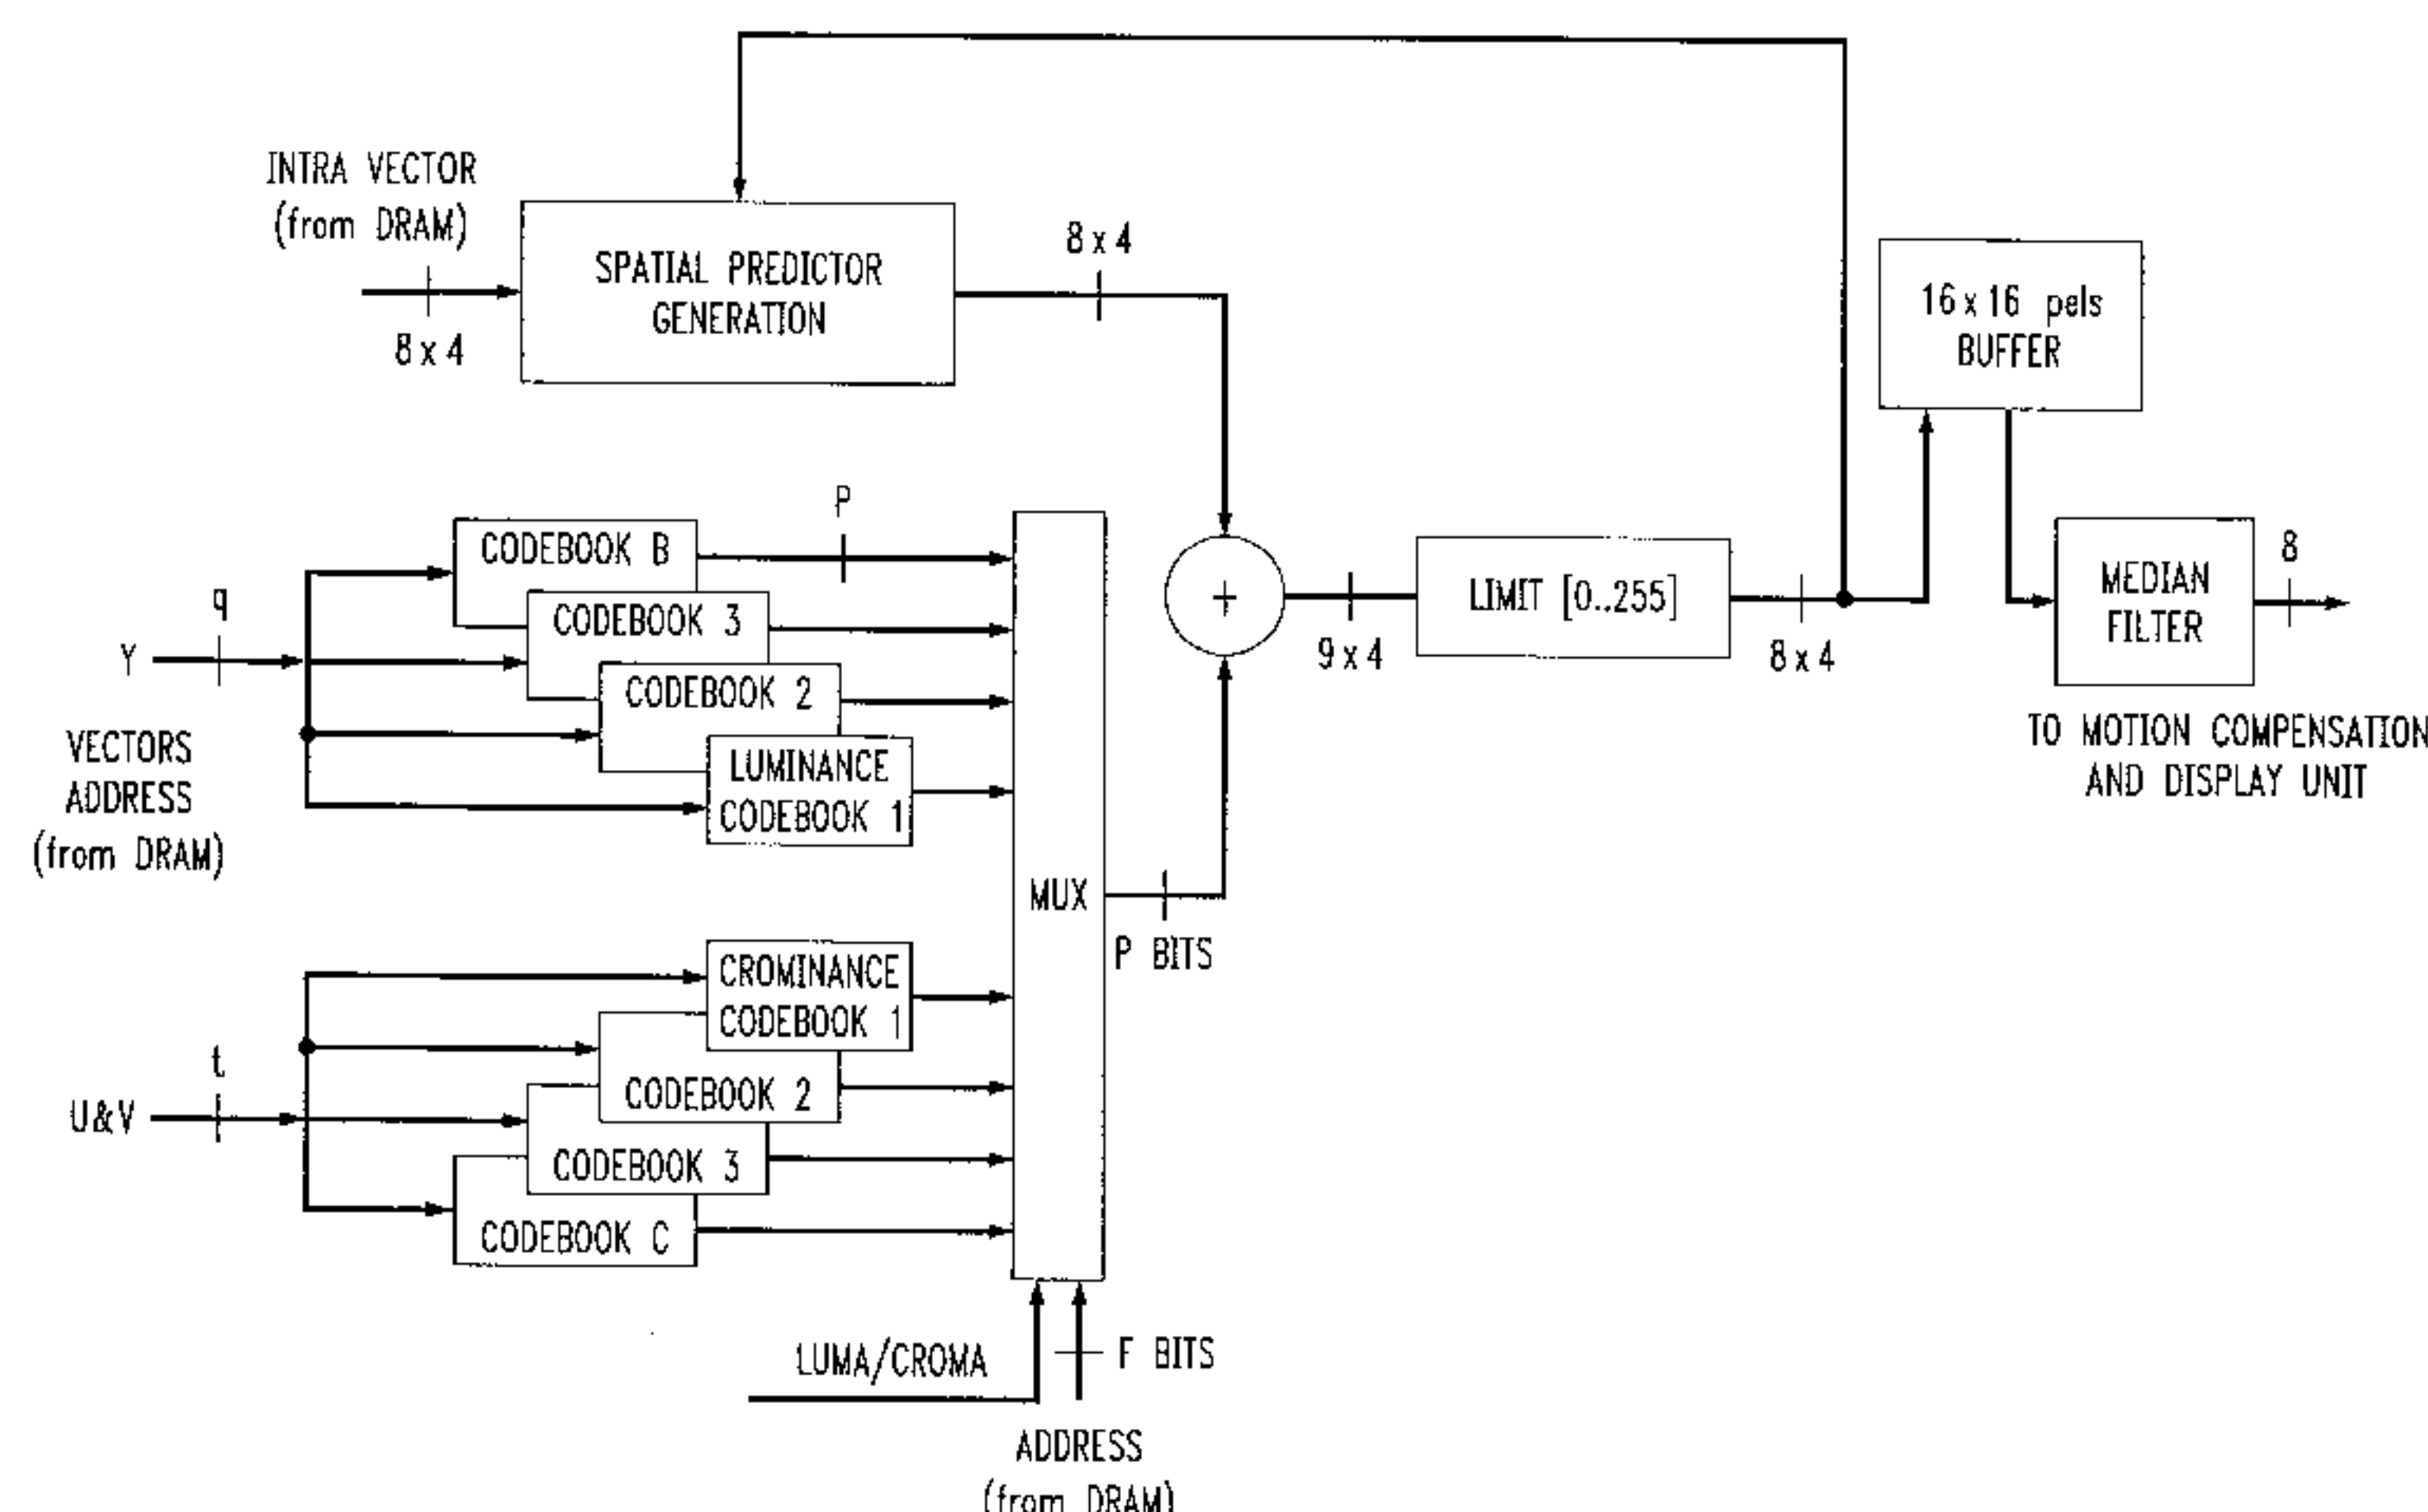 INTRA VECTOR
(from DRAM)
8 x 4
SPATIAL PREDICTOR
GENERATION
8 x 4
16 x 16 pels
BUFFER
P
CODEBOOK B
CODEBOOK 3
CODEBOOK 2
LUMINANCE
CODEBOOK 1
q
Y
VECTORS
ADDRESS
(from DRAM)
+
9 x 4
LIMIT [0..255]
8 x 4
MEDIAN
FILTER
8
TO MOTION COMPENSATION
AND DISPLAY UNIT
MUX
P BITS
CROMINANCE
CODEBOOK 1
CODEBOOK 2
CODEBOOK 3
CODEBOOK C
t
U&V
LUMA/CROMA
F BITS
ADDRESS
(from DRAM)